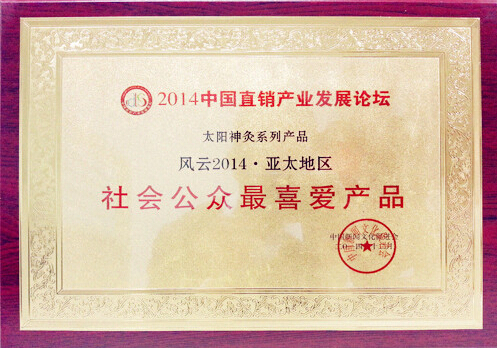 2014中国直销产业发展论坛
太阳神灸系列产品
风云2014·亚太地区
社会公众最喜爱产品